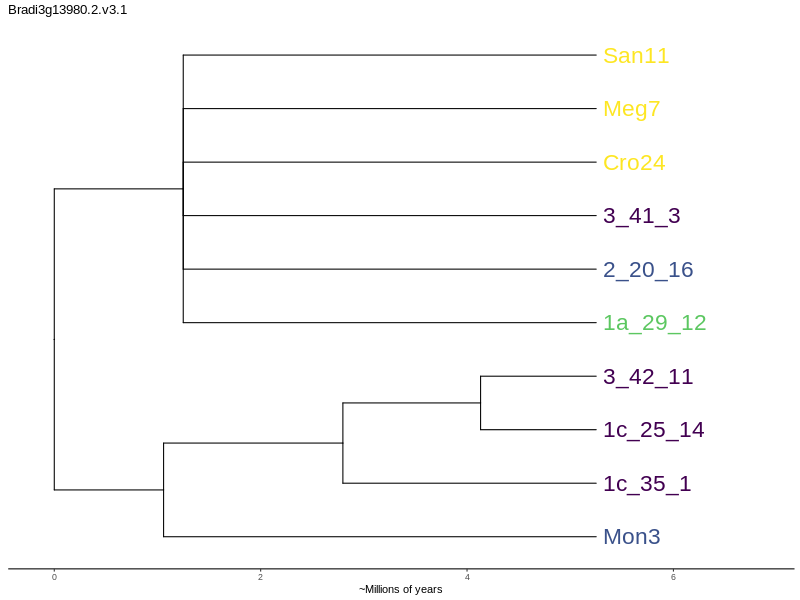 Bradi3g13980.2.v3.1
San11
Meg7
Cro24
3_41_3
2_20_16
1a_29_12
3_42_11
1c_25_14
1c_35_1
Mon3
0 2 4 6
~Millions of years